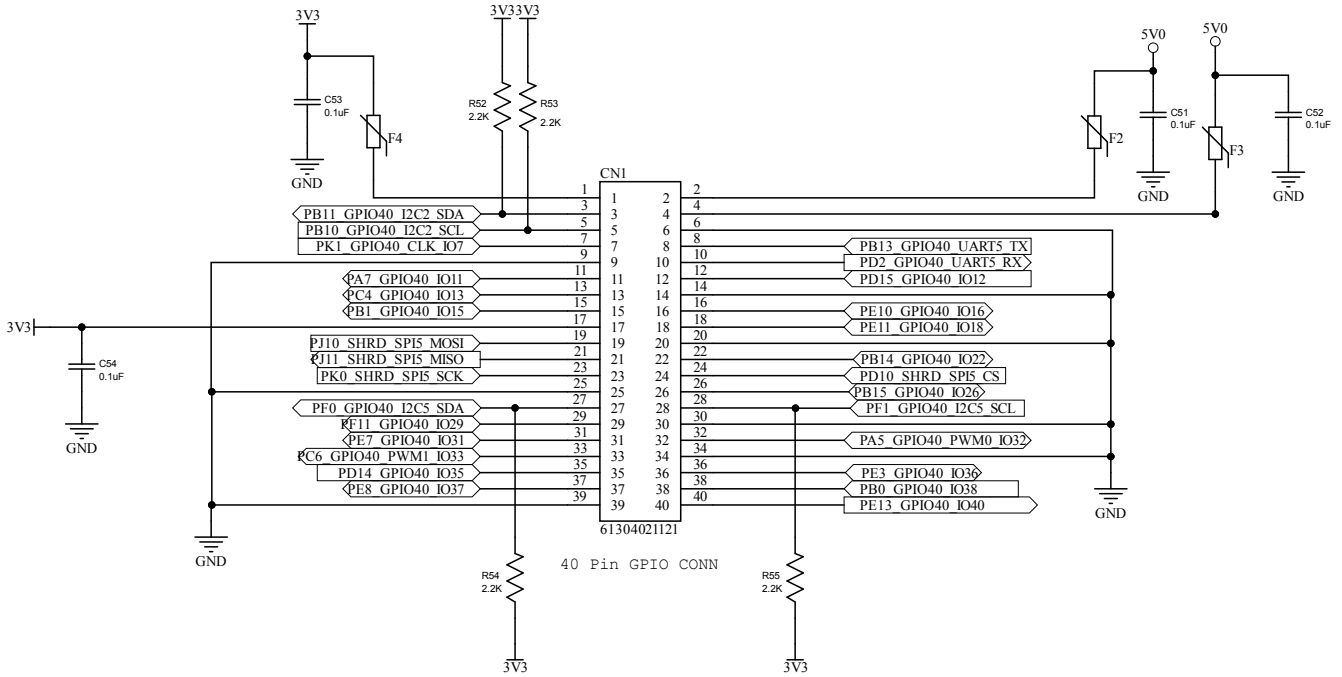 3V3
3V3
3V3
5V0
5V0
C53
0.1uF
F4
R52
2.2K
R53
2.2K
F2
C51
0.1uF
F3
C52
0.1uF
GND
GND
GND
CN1
1 1 2 2
PB11_GPIO40_I2C2_SDA 3 3 4 4
PB10_GPIO40_I2C2_SCL 5 5 6 6
PK1_GPIO40_CLK_IO7 7 7 8 8 PB13_GPIO40_UART5_TX
9 9 10 10 PD2_GPIO40_UART5_RX
PA7_GPIO40_IO11 11 11 12 12 PD15_GPIO40_IO12
PC4_GPIO40_IO13 13 13 14 14
PB1_GPIO40_IO15 15 15 16 16 PE10_GPIO40_IO16
3V3 17 17 18 18 PE11_GPIO40_IO18
PJ10_SHRD_SPI5_MOSI 19 19 20 20
PJ11_SHRD_SPI5_MISO 21 21 22 22 PB14_GPIO40_IO22
PK0_SHRD_SPI5_SCK 23 23 24 24 PD10_SHRD_SPI5_CS
25 25 26 26 PB15_GPIO40_IO26
PF0_GPIO40_I2C5_SDA 27 27 28 28 PF1_GPIO40_I2C5_SCL
PF11_GPIO40_IO29 29 29 30 30
PE7_GPIO40_IO31 31 31 32 32 PA5_GPIO40_PWM0_IO32
PC6_GPIO40_PWM1_IO33 33 33 34 34
PD14_GPIO40_IO35 35 35 36 36 PE3_GPIO40_IO36
PE8_GPIO40_IO37 37 37 38 38 PB0_GPIO40_IO38
39 39 40 40 PE13_GPIO40_IO40
C54
0.1uF
GND
GND
GND
61304021121
40 Pin GPIO CONN
R54
2.2K
R55
2.2K
3V3
3V3